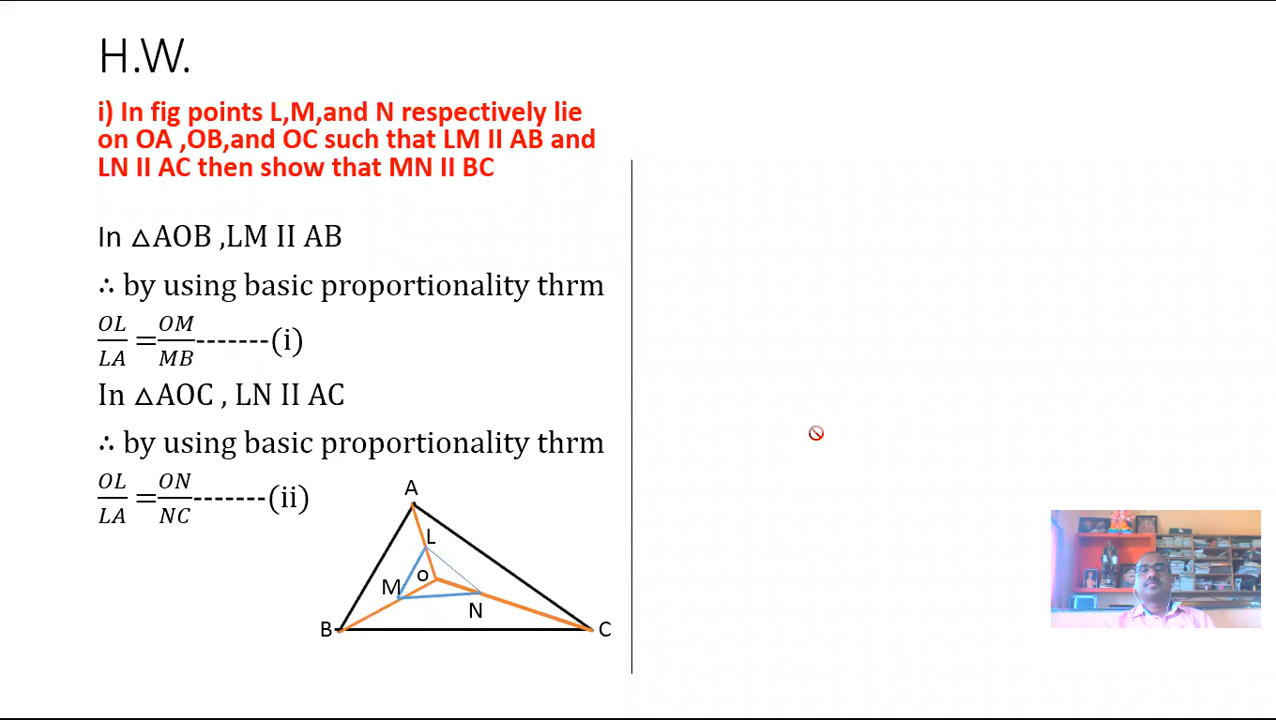 H.W.
i) In fig points L,M,and N respectively lie
on OA ,OB,and OC such that LM II AB and
LN II AC then show that MN II BC
In △AOB ,LM II AB
∴ by using basic proportionality thrm
OL/LA=OM/MB-------(i)
In △AOC , LN II AC
∴ by using basic proportionality thrm
OL/LA=ON/NC-------(ii)
A
L
o
M
N
B
C